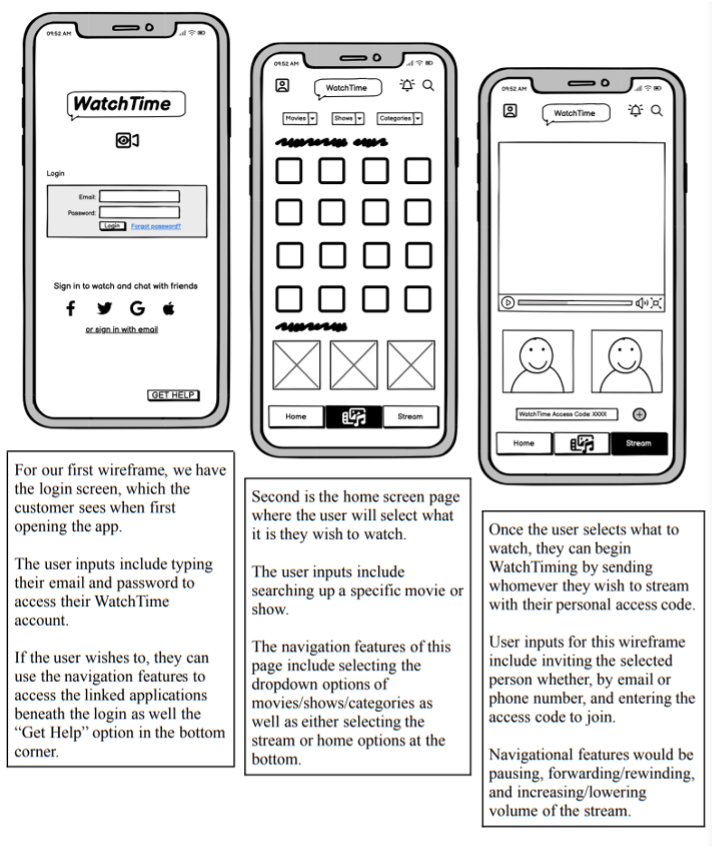 09:52 AM
WatchTime
Login
Email:
Password:
Login Forgot password?
Sign in to watch and chat with friends
or sign in with email
GET HELP
For our first wireframe, we have
the login screen, which the
customer sees when first
opening the app.
The user inputs include typing
their email and password to
access their WatchTime
account.
If the user wishes to, they can
use the navigation features to
access the linked applications
beneath the login as well the
“Get Help” option in the bottom
corner.
09:52 AM
WatchTime
Movies Shows Categories
Home Stream
Second is the home screen page
where the user will select what
it is they wish to watch.
The user inputs include
searching up a specific movie or
show.
The navigation features of this
page include selecting the
dropdown options of
movies/shows/categories as
well as either selecting the
stream or home options at the
bottom.
09:52 AM
WatchTime
WatchTime Access Code: XXXX
Home Stream
Once the user selects what to
watch, they can begin
WatchTiming by sending
whomever they wish to stream
with their personal access code.
User inputs for this wireframe
include inviting the selected
person whether, by email or
phone number, and entering the
access code to join.
Navigational features would be
pausing, forwarding/rewinding,
and increasing/lowering
volume of the stream.